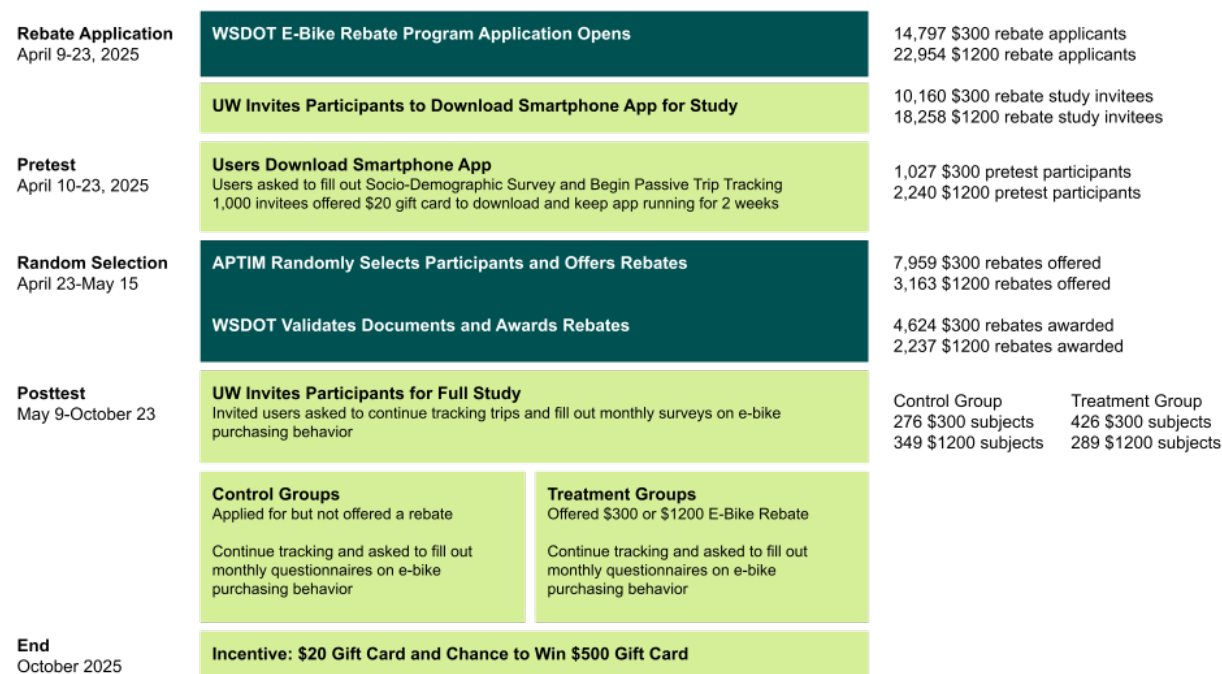 Rebate Application
April 9-23, 2025
WSDOT E-Bike Rebate Program Application Opens
14,797 $300 rebate applicants
22,954 $1200 rebate applicants
UW Invites Participants to Download Smartphone App for Study
10,160 $300 rebate study invitees
18,258 $1200 rebate study invitees
Pretest
April 10-23, 2025
Users Download Smartphone App
Users asked to fill out Socio-Demographic Survey and Begin Passive Trip Tracking
1,000 invitees offered $20 gift card to download and keep app running for 2 weeks
1,027 $300 pretest participants
2,240 $1200 pretest participants
Random Selection
April 23-May 15
APTIM Randomly Selects Participants and Offers Rebates
7,959 $300 rebates offered
3,163 $1200 rebates offered
WSDOT Validates Documents and Awards Rebates
4,624 $300 rebates awarded
2,237 $1200 rebates awarded
Posttest
May 9-October 23
UW Invites Participants for Full Study
Invited users asked to continue tracking trips and fill out monthly surveys on e-bike
purchasing behavior
Control Group
276 $300 subjects
349 $1200 subjects
Treatment Group
426 $300 subjects
289 $1200 subjects
Control Groups
Applied for but not offered a rebate
Continue tracking and asked to fill out
monthly questionnaires on e-bike
purchasing behavior
Treatment Groups
Offered $300 or $1200 E-Bike Rebate
Continue tracking and asked to fill out
monthly questionnaires on e-bike
purchasing behavior
End
October 2025
Incentive: $20 Gift Card and Chance to Win $500 Gift Card